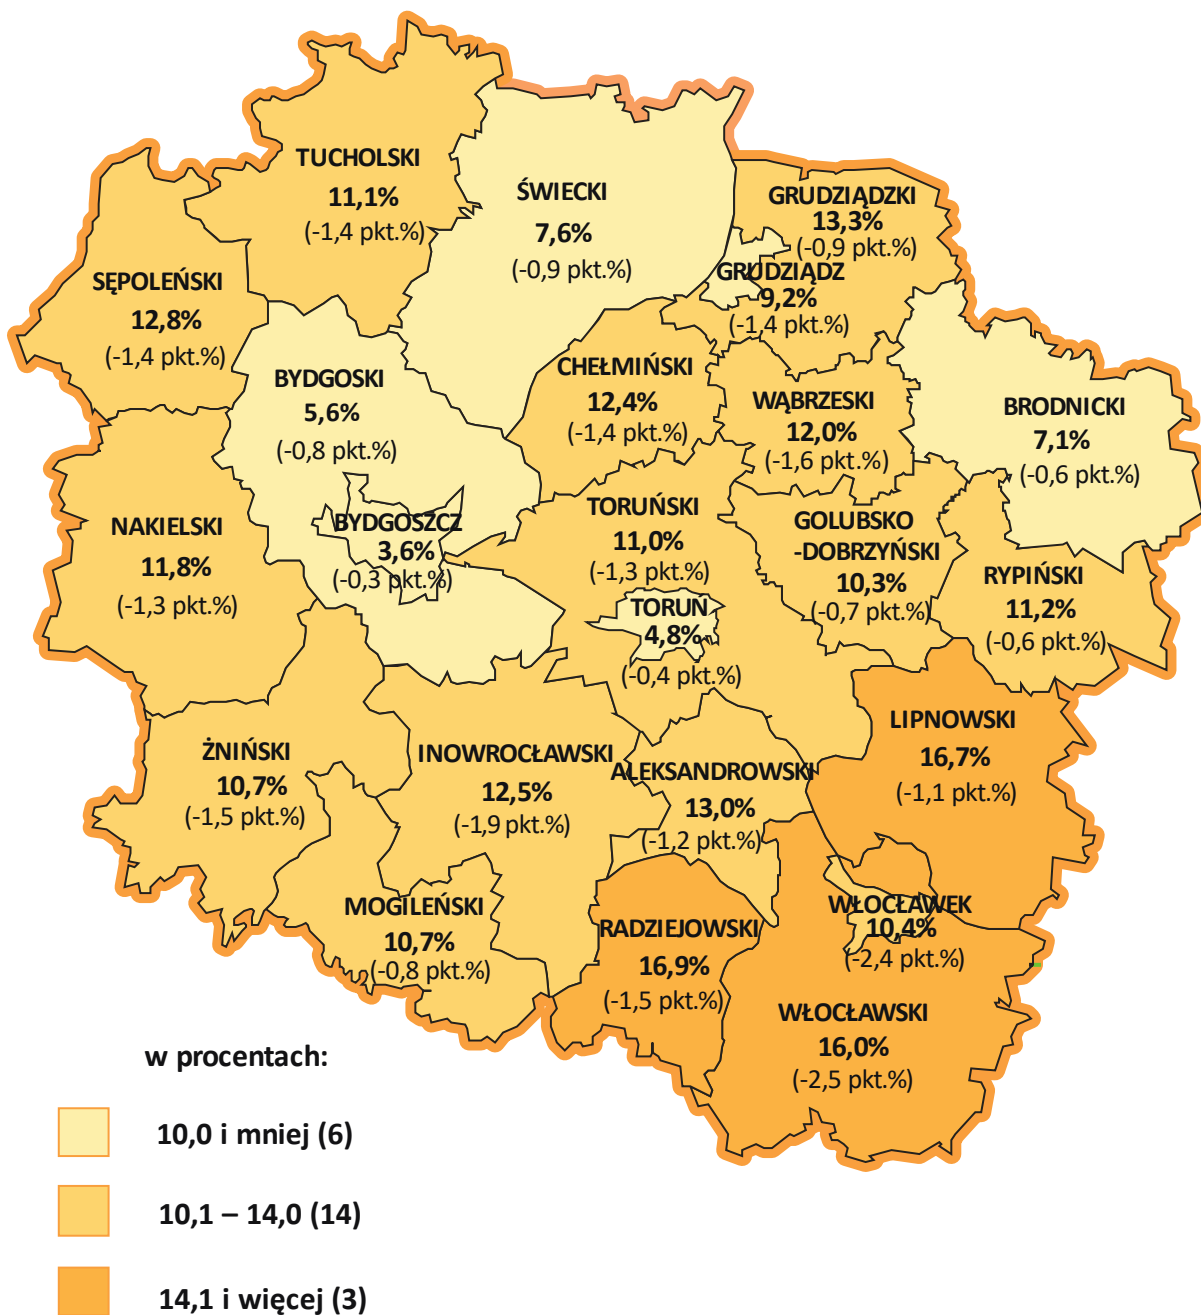 TUCHOLSKI
11,1%
(-1,4 pkt.%)
ŚWIECKI
7,6%
(-0,9 pkt.%)
GRUDZIĄDZKI
13,3%
(-0,9 pkt.%)
GRUDZIĄDZ
9,2%
(-1,4 pkt.%)
SĘPOLEŃSKI
12,8%
(-1,4 pkt.%)
BYDGOSKI
5,6%
(-0,8 pkt.%)
CHEŁMIŃSKI
12,4%
(-1,4 pkt.%)
WĄBRZESKI
12,0%
(-1,6 pkt.%)
BRODNICKI
7,1%
(-0,6 pkt.%)
NAKIELSKI
11,8%
(-1,3 pkt.%)
BYDGOSZCZ
3,6%
(-0,3 pkt.%)
TORUŃSKI
11,0%
(-1,3 pkt.%)
GOLUBSKO
-DOBRZYŃSKI
10,3%
(-0,7 pkt.%)
RYPIŃSKI
11,2%
(-0,6 pkt.%)
TORUŃ
4,8%
(-0,4 pkt.%)
ŻNIŃSKI
10,7%
(-1,5 pkt.%)
INOWROCŁAWSKI
12,5%
(-1,9 pkt.%)
ALEKSANDROWSKI
13,0%
(-1,2 pkt.%)
LIPNOWSKI
16,7%
(-1,1 pkt.%)
MOGILEŃSKI
10,7%
(-0,8 pkt.%)
RADZIEJOWSKI
16,9%
(-1,5 pkt.%)
WŁOCŁAWEK
10,4%
(-2,4 pkt.%)
WŁOCŁAWSKI
16,0%
(-2,5 pkt.%)
w procentach:
10,0 i mniej (6)
10,1 – 14,0 (14)
14,1 i więcej (3)